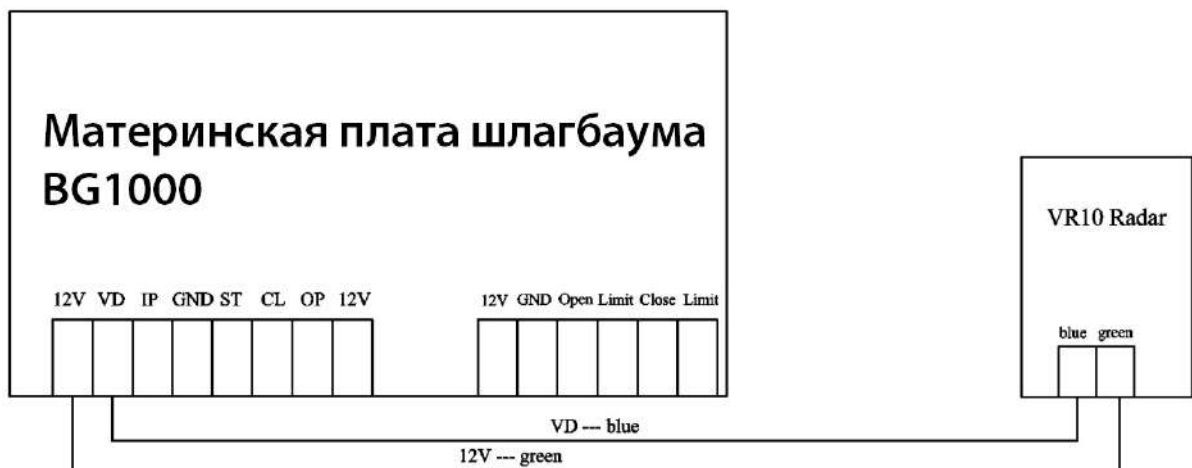 Материнская плата шлагбаума
BG1000
VR10 Radar
12V VD IP GND ST CL OP 12V
12V GND Open Limit Close Limit
blue green
VD --- blue
12V --- green